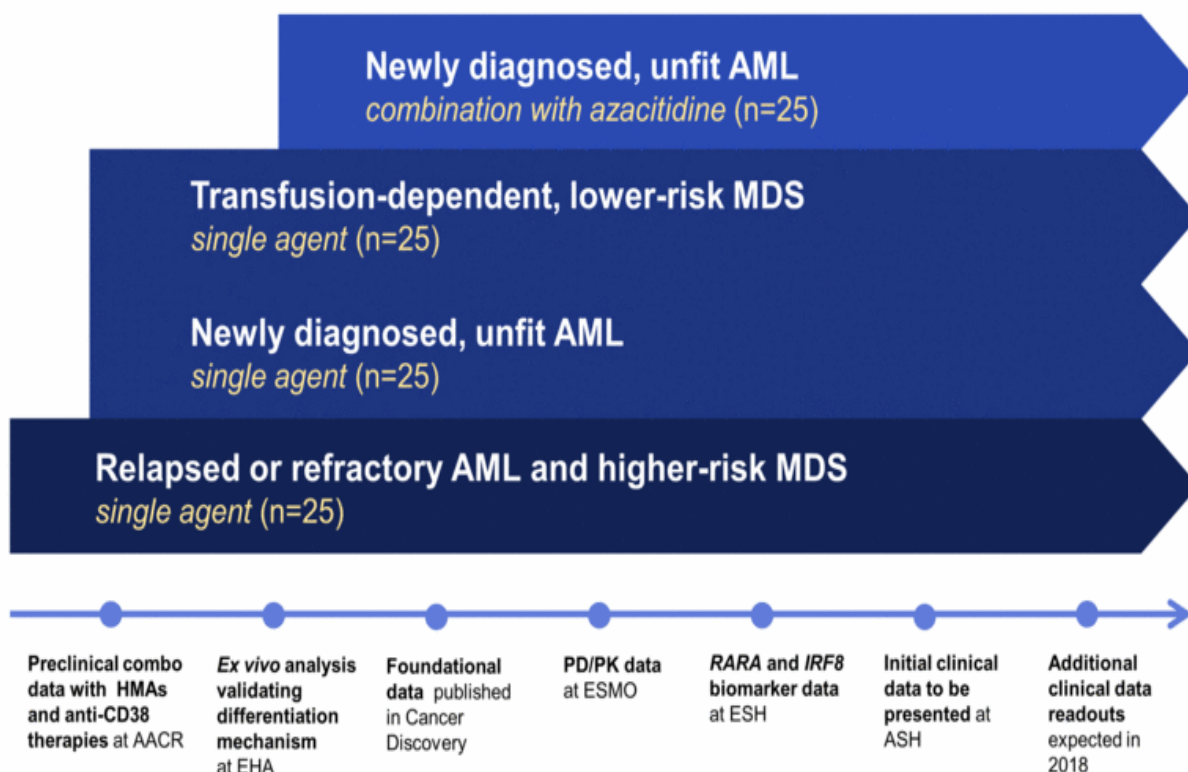 Newly diagnosed, unfit AML
combination with azacitidine (n=25)
Transfusion-dependent, lower-risk MDS
single agent (n=25)
Newly diagnosed, unfit AML
single agent (n=25)
Relapsed or refractory AML and higher-risk MDS
single agent (n=25)
Preclinical combo
data with HMAs
and anti-CD38
therapies at AACR
Ex vivo analysis
validating
differentiation
mechanism
at EHA
Foundational
data published
in Cancer
Discovery
PD/PK data
at ESMO
RARA and IRF8
biomarker data
at ESH
Initial clinical
data to be
presented at
ASH
Additional
clinical data
readouts
expected in
2018